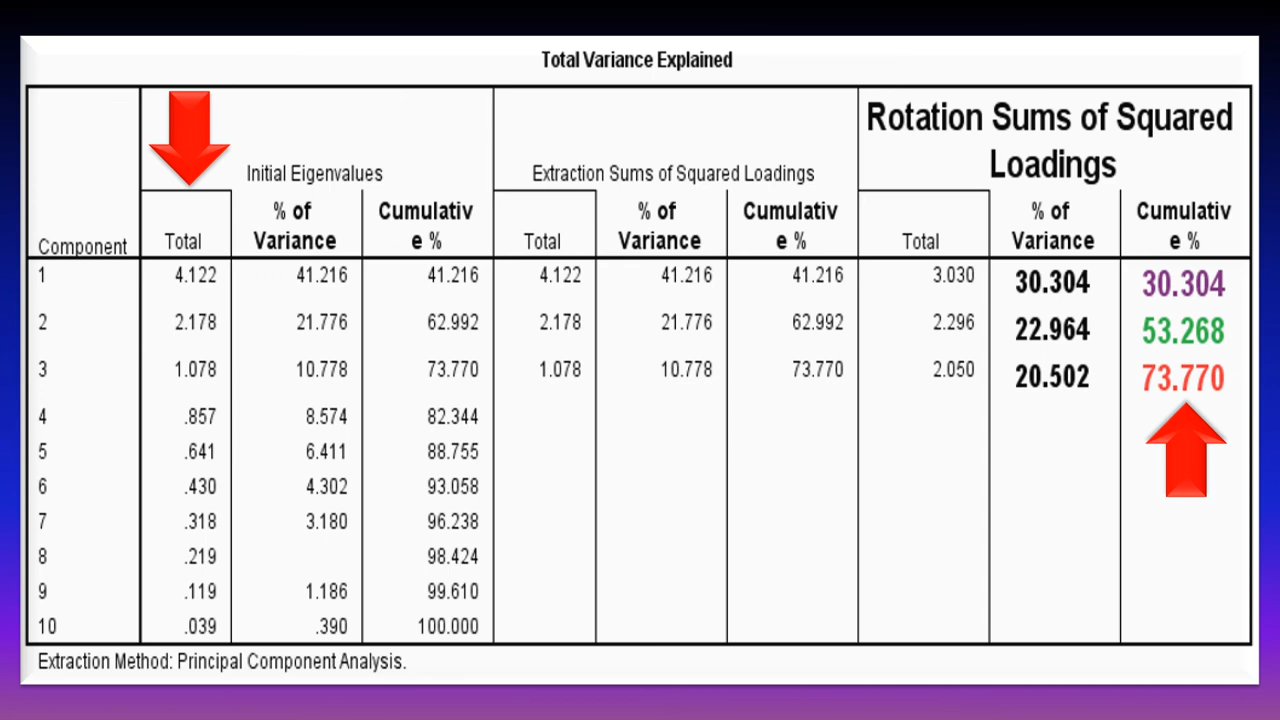 Total Variance Explained
Rotation Sums of Squared
Loadings
Initial Eigenvalues Extraction Sums of Squared Loadings
Component Total % of Variance Cumulativ e % Total % of Variance Cumulativ e % Total % of Variance Cumulativ e %
1 4.122 41.216 41.216 4.122 41.216 41.216 3.030 30.304 30.304
2 2.178 21.776 62.992 2.178 21.776 62.992 2.296 22.964 53.268
3 1.078 10.778 73.770 1.078 10.778 73.770 2.050 20.502 73.770
4 .857 8.574 82.344
5 .641 6.411 88.755
6 .430 4.302 93.058
7 .318 3.180 96.238
8 .219 98.424
9 .119 1.186 99.610
10 .039 .390 100.000
Extraction Method: Principal Component Analysis.